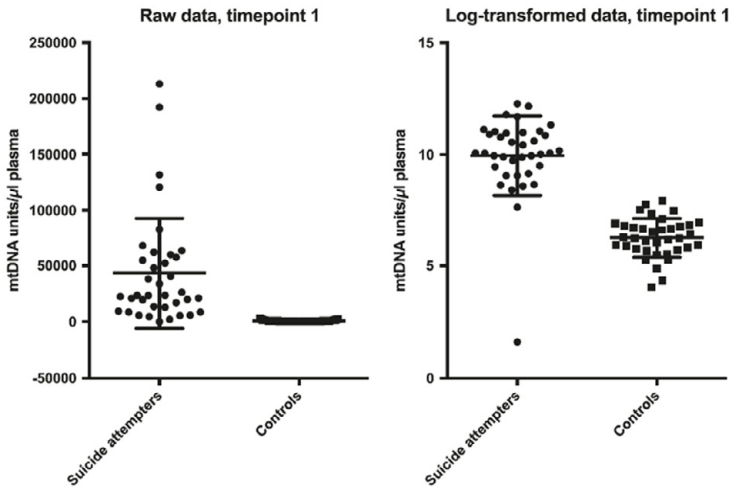 Raw data, timepoint 1
mtDNA units/µl plasma
250000
200000
150000
100000
50000
0
-50000
Suicide attempters
Controls
Log-transformed data, timepoint 1
mtDNA units/µl plasma
15
10
5
0
Suicide attempters
Controls